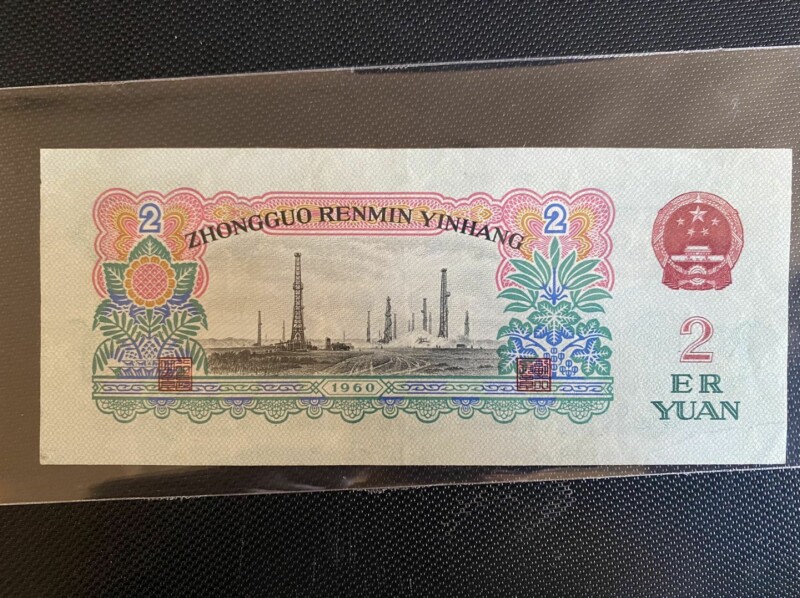 2
2
ZHONGGUO RENMIN YINHANG
1960
2
ER
YUAN